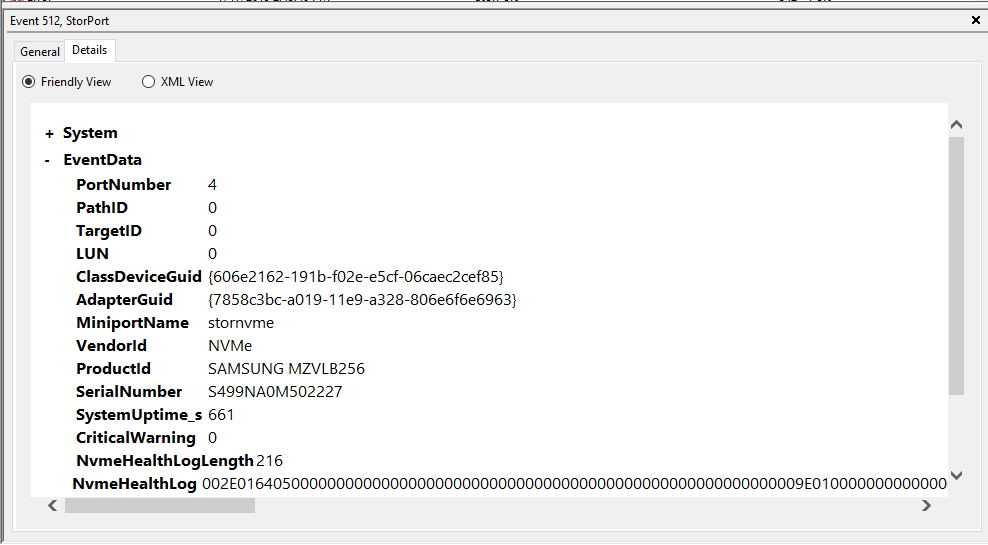 Event 512, StorPort
General Details
Friendly View XML View
+ System
- EventData
PortNumber 4
PathID 0
TargetID 0
LUN 0
ClassDeviceGuid {606e2162-191b-f02e-e5cf-06caec2cef85}
AdapterGuid {7858c3bc-a019-11e9-a328-806e6f6e6963}
MiniportName stornvme
VendorId NVMe
ProductId SAMSUNG MZVLB256
SerialNumber S499NA0M502227
SystemUptime_s 661
CriticalWarning 0
NvmeHealthLogLength 216
NvmeHealthLog